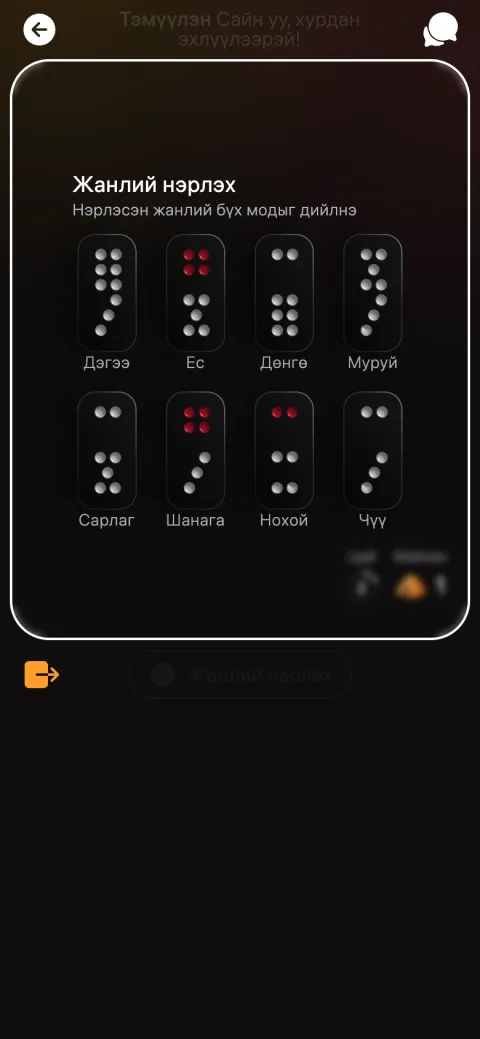 Тэмүүлэн Сайн уу, хурдан
эхлүүлээрэй!
Жанлий нэрлэх
Нэрлэсэн жанлий бүх модыг дийлнэ
Дэгээ Ес Дөнгө Муруй
Сарлаг Шанага Нохой Чүү
Жанлий нэрлэх